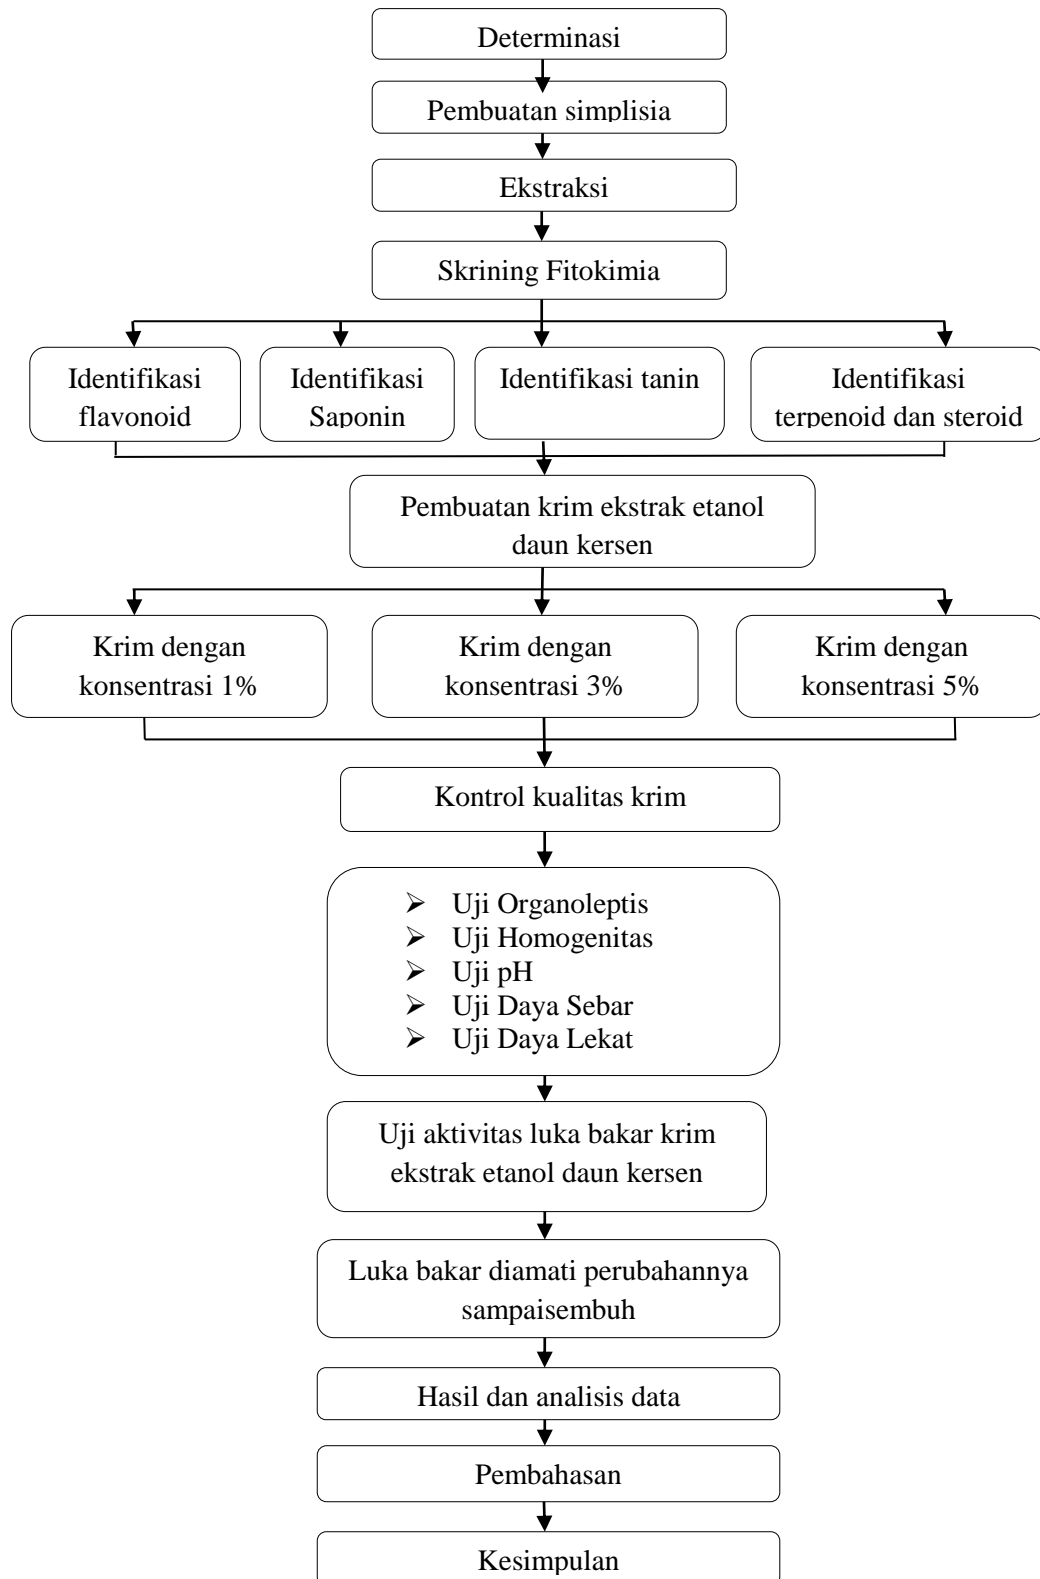 Determinasi
Pembuatan simplisia
Ekstraksi
Skrining Fitokimia
Identifikasi
flavonoid
Identifikasi
Saponin
Identifikasi tanin
Identifikasi
terpenoid dan steroid
Pembuatan krim ekstrak etanol
daun kersen
Krim dengan
konsentrasi 1%
Krim dengan
konsentrasi 3%
Krim dengan
konsentrasi 5%
Kontrol kualitas krim
➢ Uji Organoleptis
➢ Uji Homogenitas
➢ Uji pH
➢ Uji Daya Sebar
➢ Uji Daya Lekat
Uji aktivitas luka bakar krim
ekstrak etanol daun kersen
Luka bakar diamati perubahannya
sampaisembuh
Hasil dan analisis data
Pembahasan
Kesimpulan